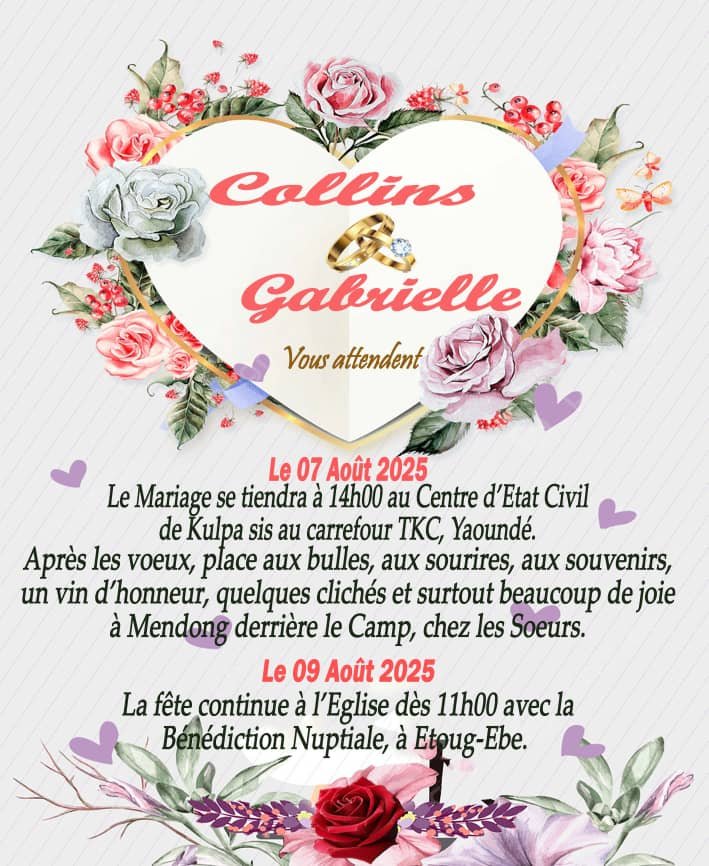 Collins
Gabrielle
Vous attendent
Le 07 Août 2025
Le Mariage se tiendra à 14h00 au Centre d'Etat Civil
de Kulpa sis au carrefour TKC, Yaoundé.
Après les voeux, place aux bulles, aux sourires, aux souvenirs,
un vin d'honneur, quelques clichés et surtout beaucoup de joie
à Mendong derrière le Camp, chez les Soeurs.
Le 09 Août 2025
La fête continue à l'Eglise dès 11h00 avec la
Bénédiction Nuptiale, à Etoug-Ebe.